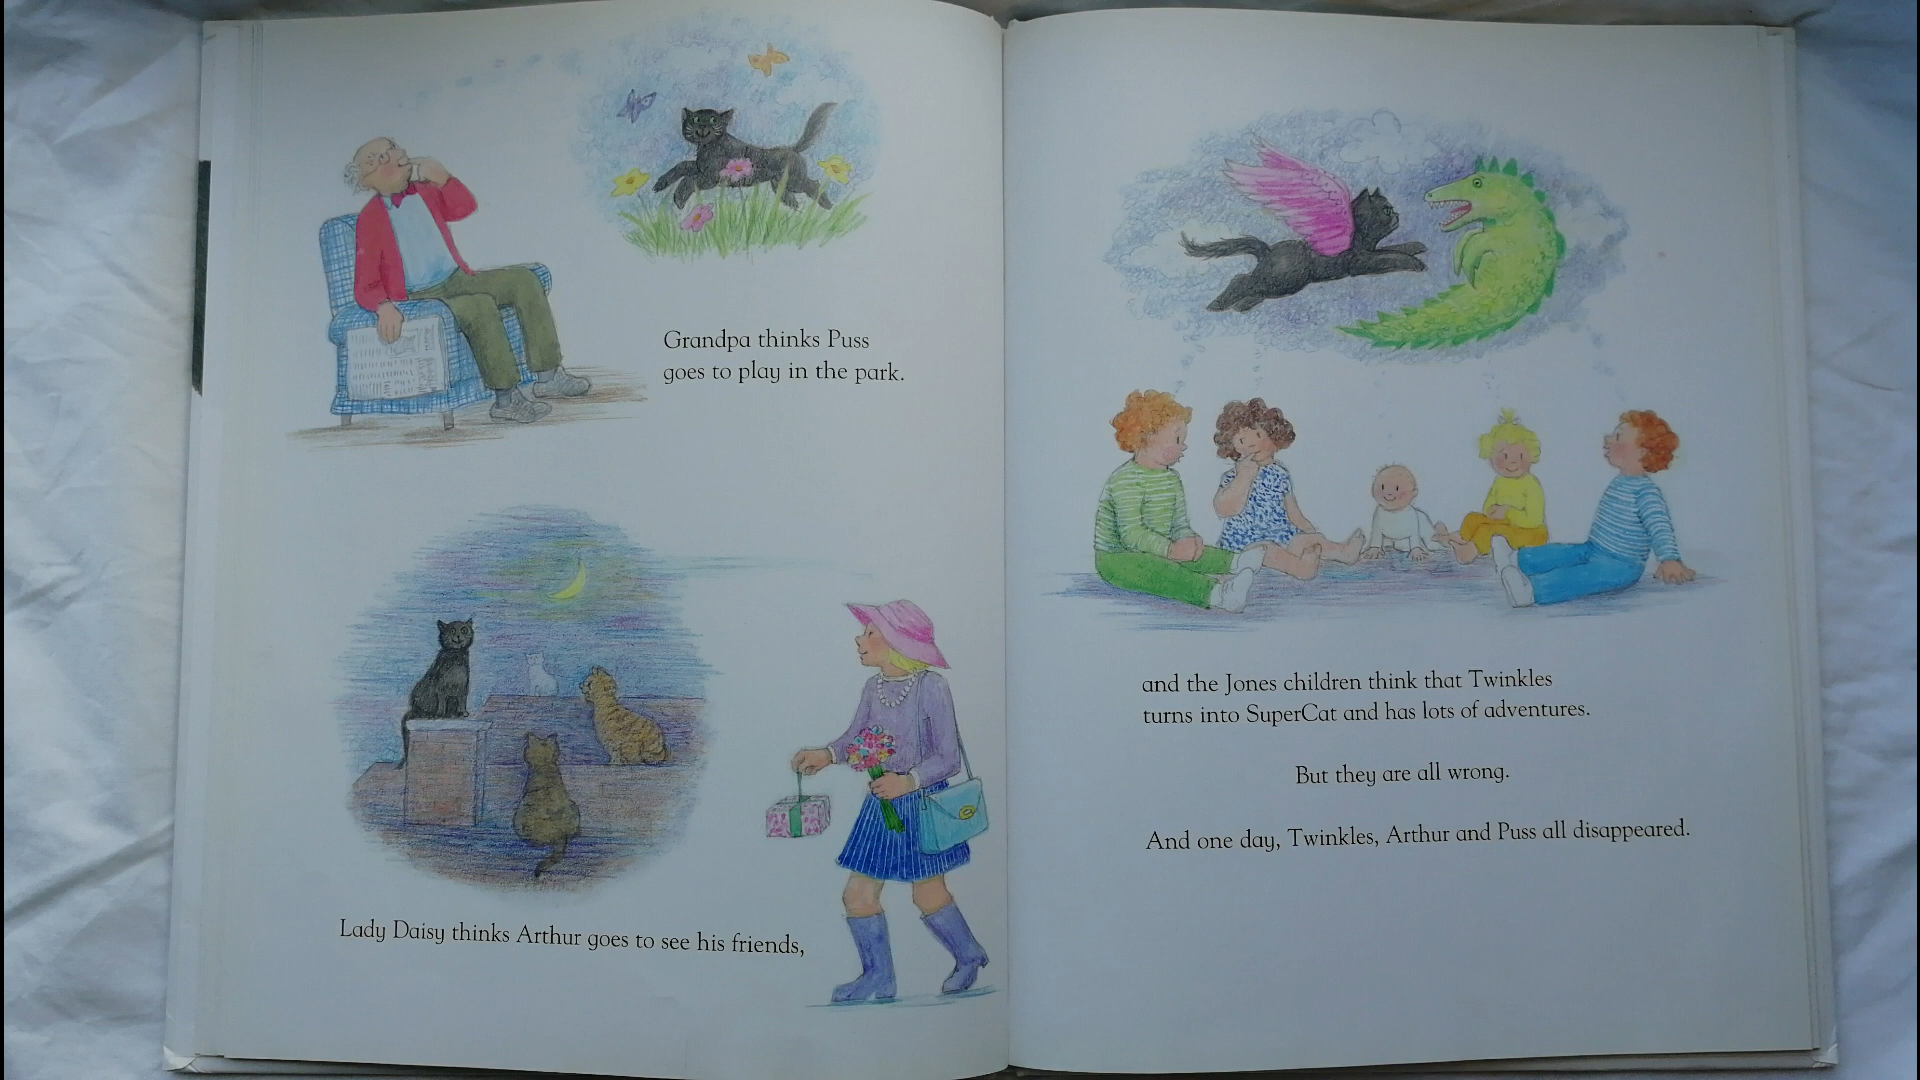 Grandpa thinks Puss
goes to play in the park.
Lady Daisy thinks Arthur goes to see his friends,
and the Jones children think that Twinkles
turns into SuperCat and has lots of adventures.
But they are all wrong.
And one day, Twinkles, Arthur and Puss all disappeared.